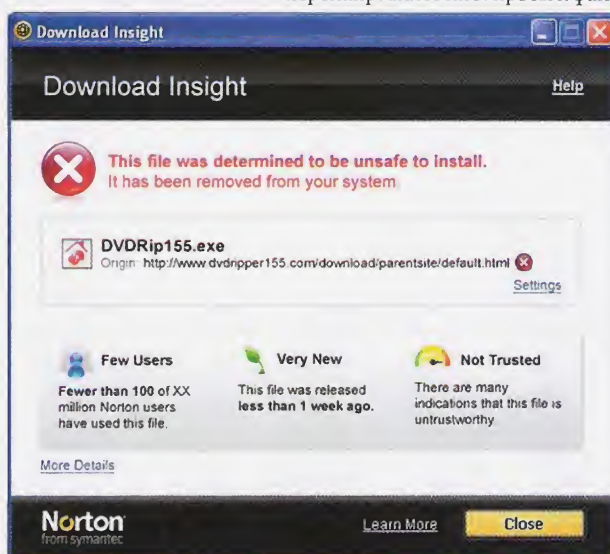 Download Insight
Download Insight
Help
This file was determined to be unsafe to install.
It has been removed from your system
DVDRip155.exe
Origin: http://www.dvdripper155.com/download/parentsite/default.html
Settings
Few Users
Fewer than 100 of XX
million Norton users
have used this file.
Very New
This file was released
less than 1 week ago.
Not Trusted
There are many
indications that this file is
untrustworthy
More Details
Norton
from symantec
Learn More
Close